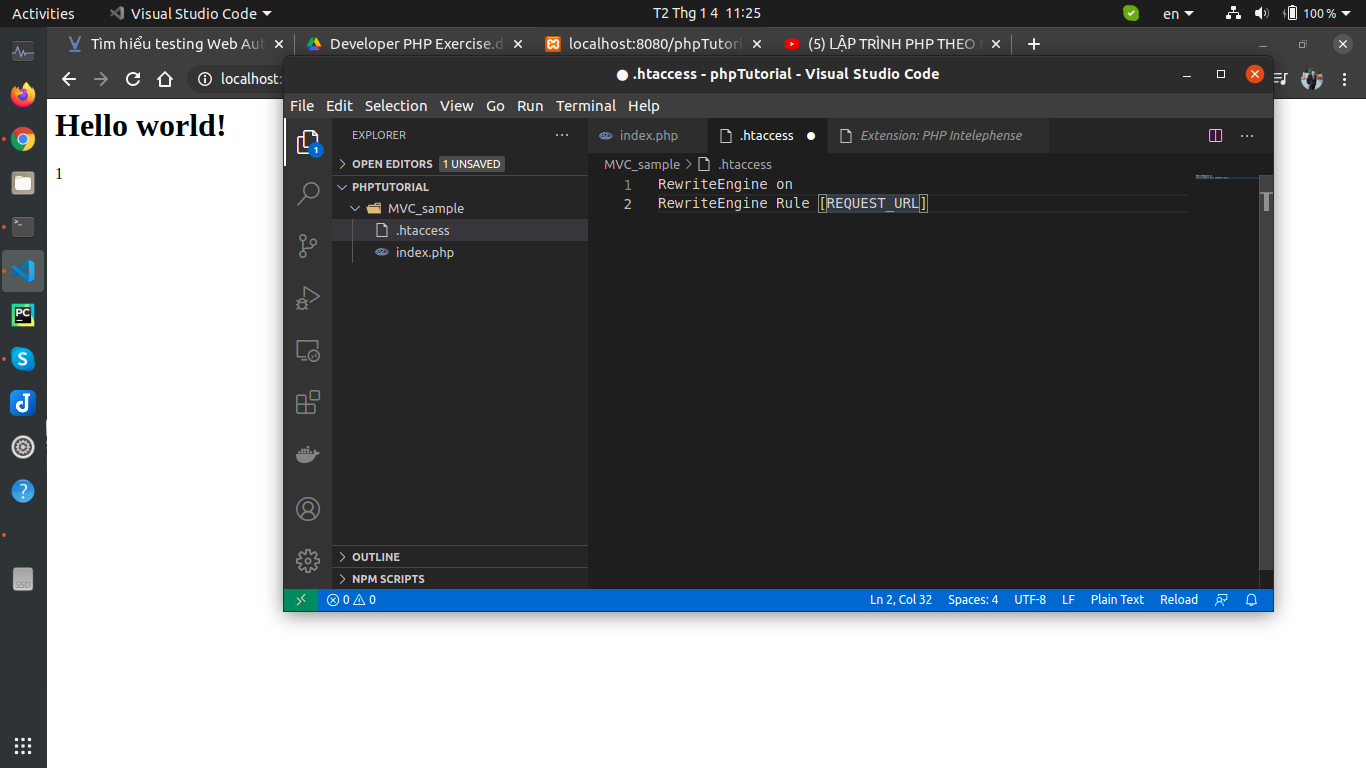 Activities
Visual Studio Code
T2 Thg 1 4 11:25
en
100 %
Tìm hiểu testing Web Aut
Developer PHP Exercise.d
localhost:8080/phpTutori
(5) LẬP TRÌNH PHP THEO
localhost:
Hello world!
1
● .htaccess - phpTutorial - Visual Studio Code
File Edit Selection View Go Run Terminal Help
EXPLORER
index.php
.htaccess
Extension: PHP Intelephense
OPEN EDITORS 1 UNSAVED
MVC_sample > .htaccess
PHPTUTORIAL
MVC_sample
.htaccess
index.php
1 RewriteEngine on
2 RewriteEngine Rule [REQUEST_URL]
1
OUTLINE
NPM SCRIPTS
0 0
Ln 2, Col 32 Spaces: 4 UTF-8 LF Plain Text Reload
PC
SSD